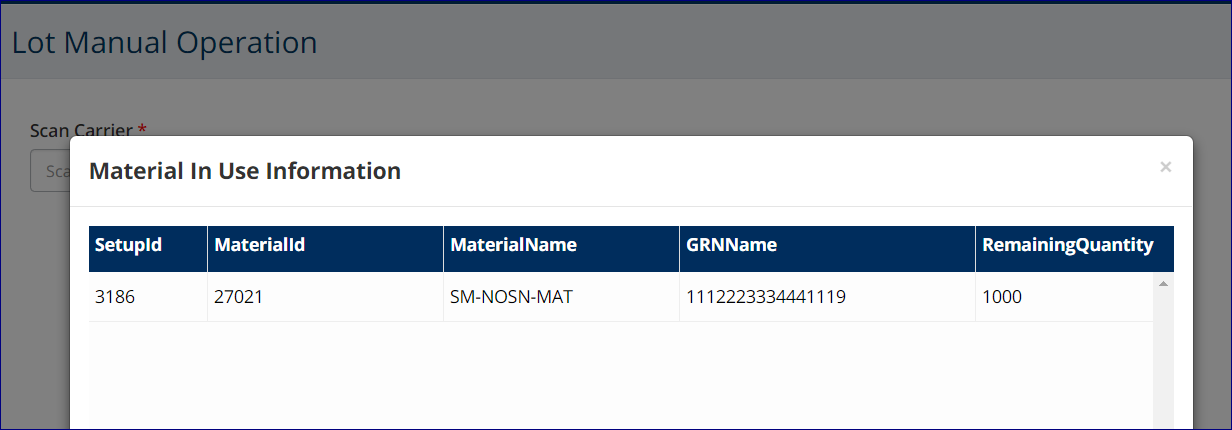 Lot Manual Operation
Scan Carrier *
Sca
Material In Use Information
×
SetupId MaterialId MaterialName GRNName RemainingQuantity
3186 27021 SM-NOSN-MAT 1112223334441119 1000